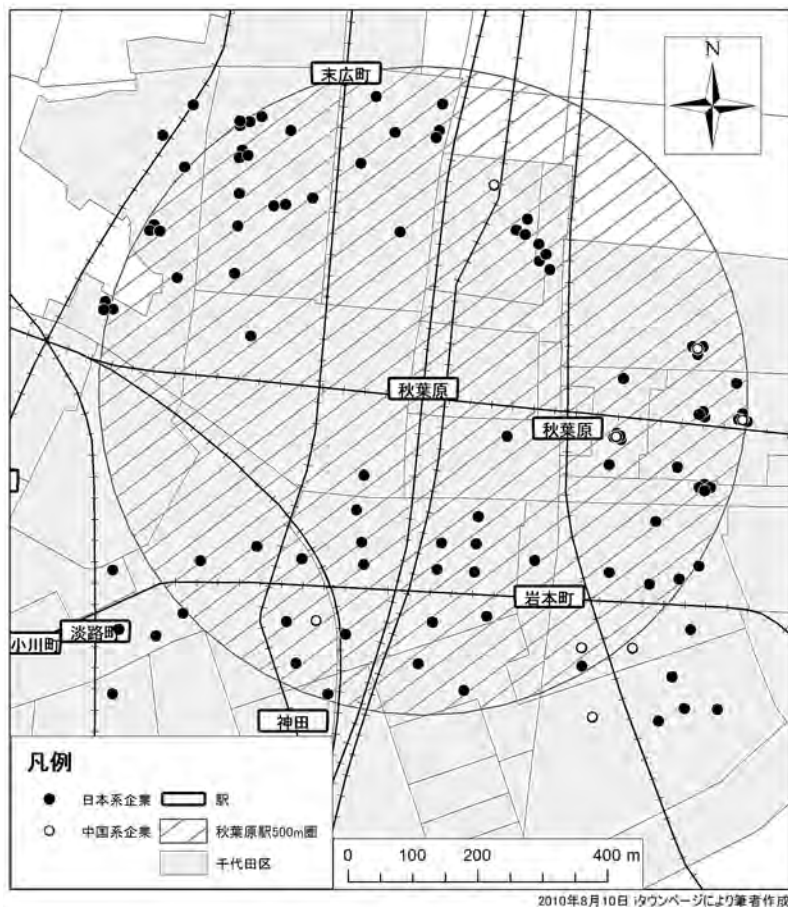 末広町
N
秋葉原
秋葉原
岩本町
淡路町
小川町
神田
凡例
日本系企業
駅
中国系企業
秋葉原駅500m圏
千代田区
0 100 200 400 m
2010年8月10日 iタウンページにより筆者作成